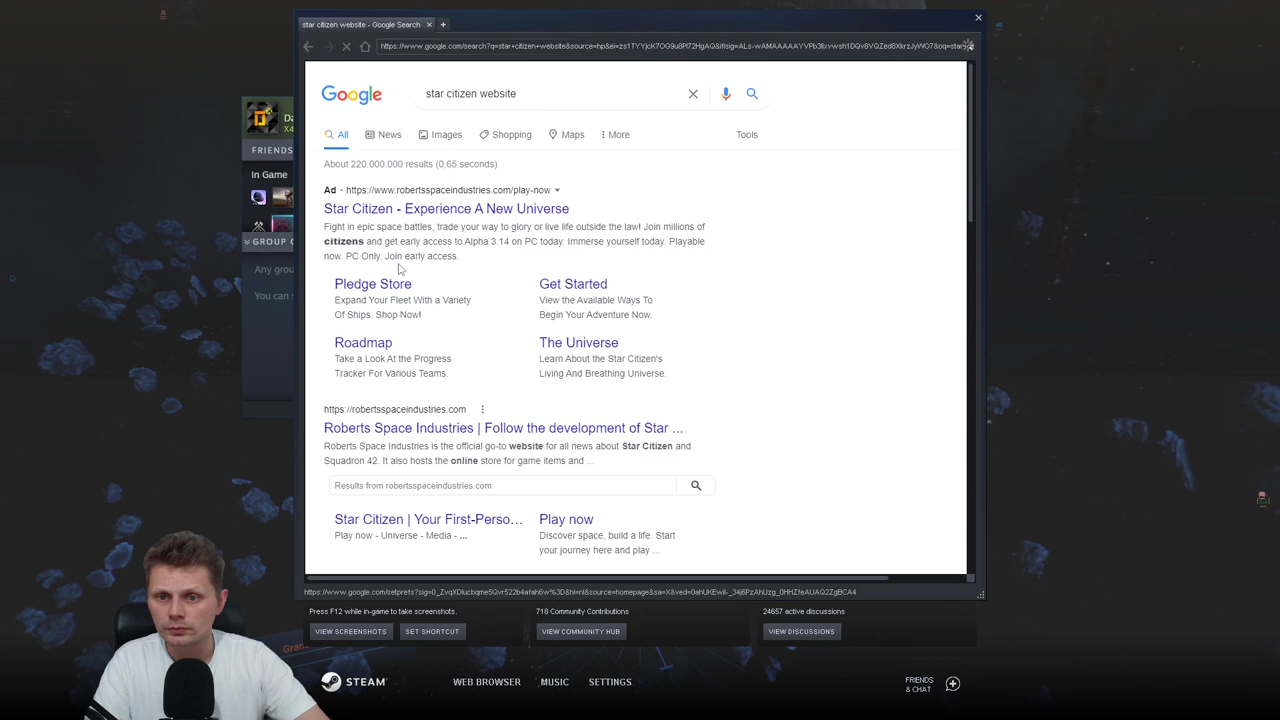 star citizen website - Google Search
Google
star citizen website
All
News
Images
Shopping
Maps
More
Tools
About 220.000.000 results (0,65 seconds)
Ad · https://www.robertsspaceindustries.com/play-now
Star Citizen - Experience A New Universe
Fight in epic space battles, trade your way to glory or live life outside the law! Join millions of
citizens and get early access to Alpha 3.14 on PC today. Immerse yourself today. Playable
now. PC Only. Join early access.
Pledge Store
Expand Your Fleet With a Variety
Of Ships. Shop Now!
Get Started
View the Available Ways To
Begin Your Adventure Now.
Roadmap
Take a Look At the Progress
Tracker For Various Teams.
The Universe
Learn About the Star Citizen's
Living And Breathing Universe.
https://robertsspaceindustries.com
Roberts Space Industries | Follow the development of Star ...
Roberts Space Industries is the official go-to website for all news about Star Citizen and
Squadron 42. It also hosts the online store for game items and ...
Results from robertsspaceindustries.com
Star Citizen | Your First-Perso...
Play now - Universe - Media - ...
Play now
Discover space, build a life. Start
your journey here and play ...
Da
X4
FRIENDS
In Game
GROUP C
Any grou
You can s
Press F12 while in-game to take screenshots.
VIEW SCREENSHOTS
SET SHORTCUT
718 Community Contributions
VIEW COMMUNITY HUB
24657 active discussions
VIEW DISCUSSIONS
STEAM
WEB BROWSER
MUSIC
SETTINGS
FRIENDS
& CHAT